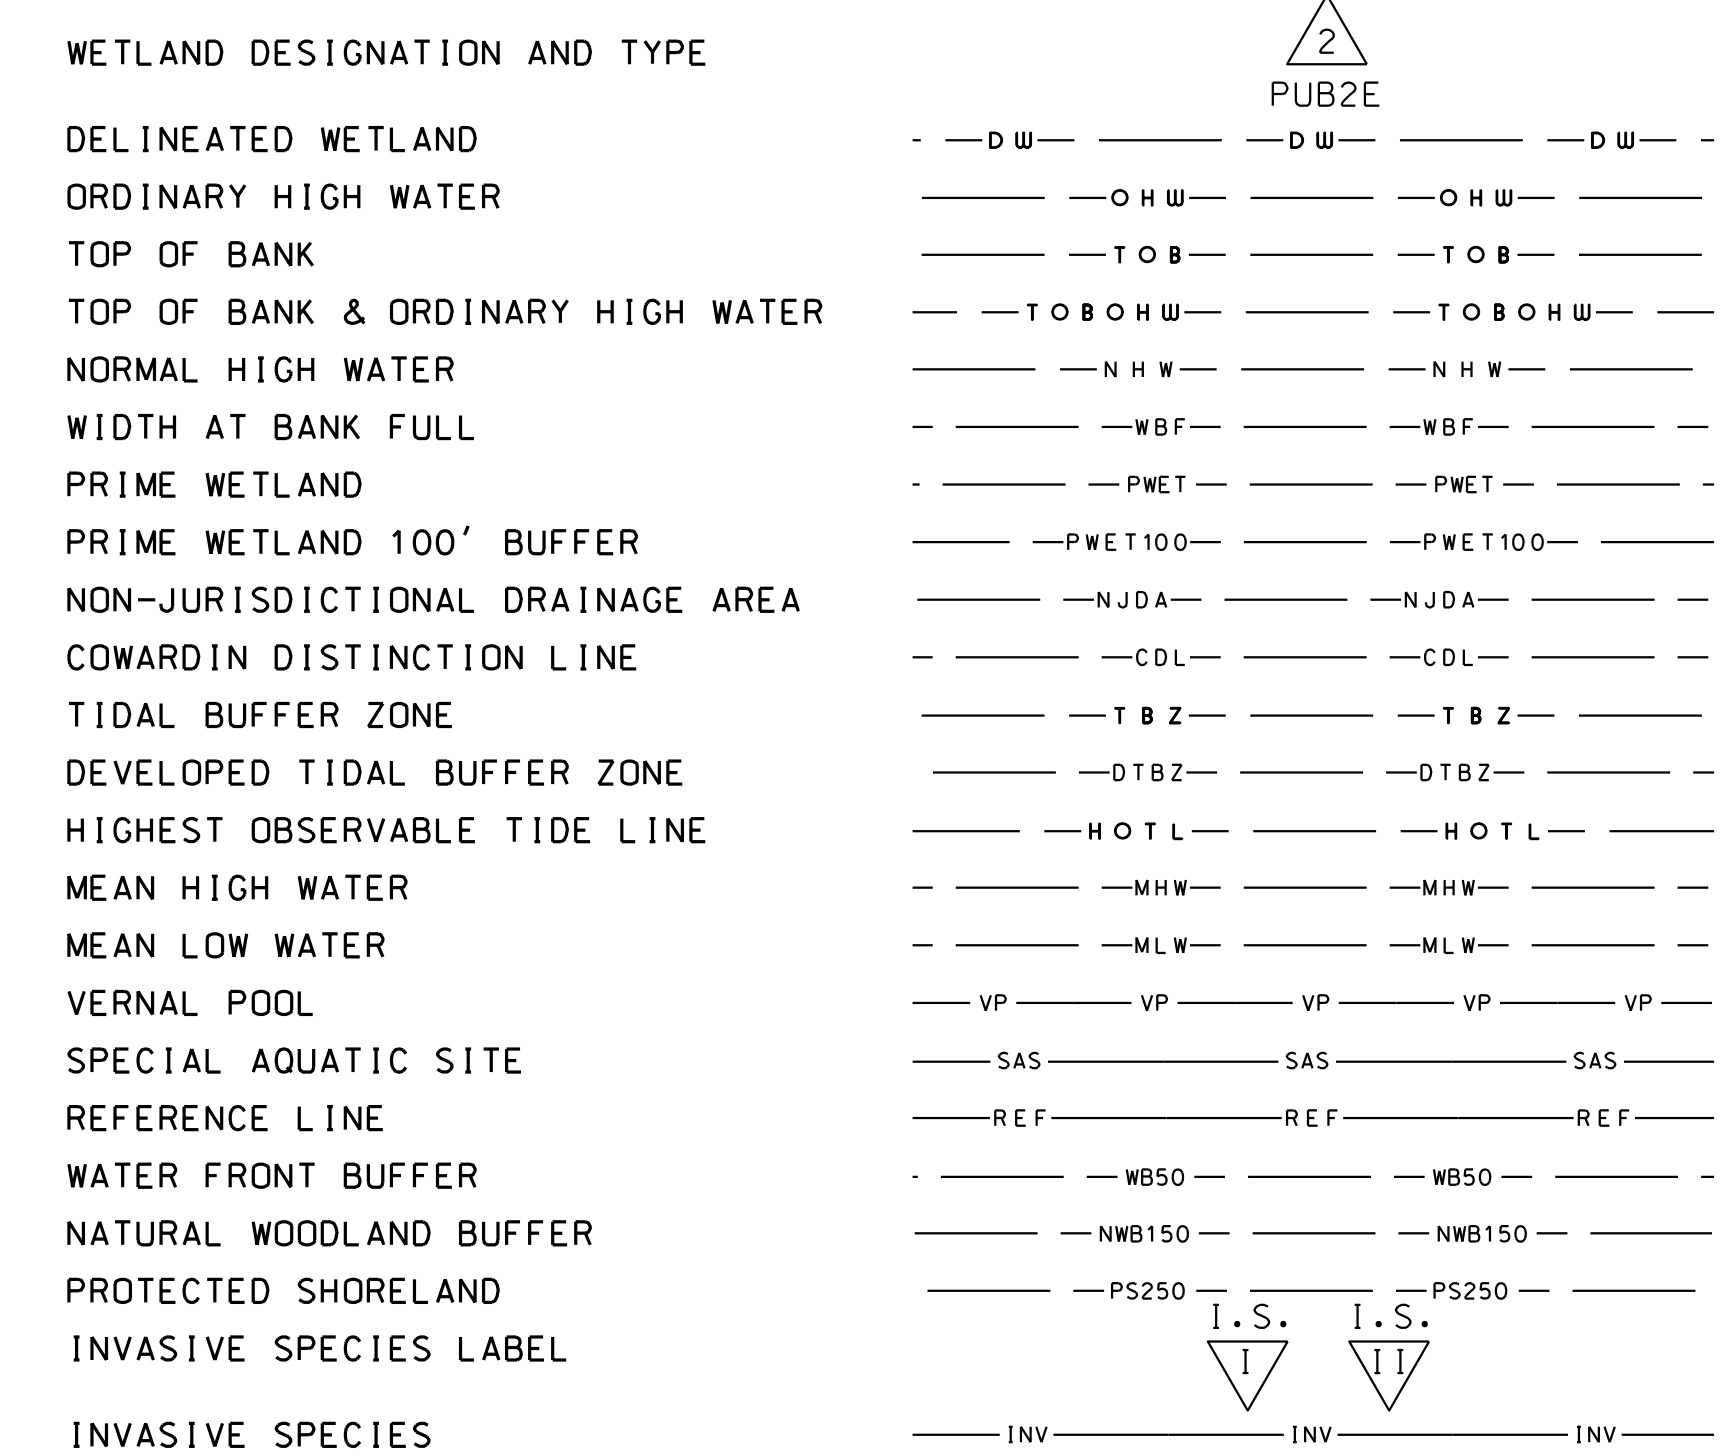 WETLAND DESIGNATION AND TYPE 2
PUB2E
DELINEATED WETLAND DW DW DW
ORDINARY HIGH WATER OHW OHW
TOP OF BANK TOB TOB
TOP OF BANK & ORDINARY HIGH WATER TOBOHW TOBOHW
NORMAL HIGH WATER NHW NHW
WIDTH AT BANK FULL WBF WBF
PRIME WETLAND PWET PWET
PRIME WETLAND 100' BUFFER PWET100 PWET100
NON-JURISDICTIONAL DRAINAGE AREA NJDA NJDA
COWARDIN DISTINCTION LINE CDL CDL
TIDAL BUFFER ZONE TBZ TBZ
DEVELOPED TIDAL BUFFER ZONE DTBZ DTBZ
HIGHEST OBSERVABLE TIDE LINE HOTL HOTL
MEAN HIGH WATER MHW MHW
MEAN LOW WATER MLW MLW
VERNAL POOL VP VP VP VP VP
SPECIAL AQUATIC SITE SAS SAS SAS
REFERENCE LINE REF REF REF
WATER FRONT BUFFER WB50 WB50
NATURAL WOODLAND BUFFER NWB150 NWB150
PROTECTED SHORELAND PS250 PS250
I.S. I.S.
INVASIVE SPECIES LABEL I II
INVASIVE SPECIES INV INV INV